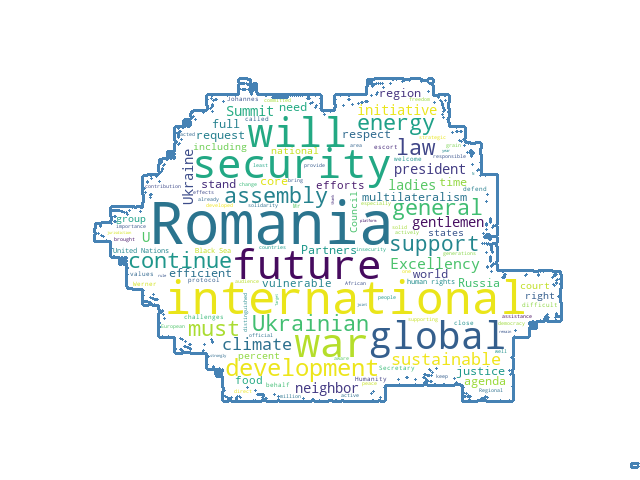 region
Johannes
Summit need
initiative
full called
will energy
request respect
including national escort law
Ukraine
security welcome responsible
least provide president
area
stand change core efforts ladies time
bring defend
contribution effects
already solidarity
assembly Council multilateralism
general
group Romania gentlemen
importance
U states
brought
United Nations Black Sea Partners support
continue countries insecurity
future Excellency
values efficient world Russia
protocol vulnerable human rights court
African right
international people difficult
assistance
challenges distinguished supporting
European official Ukrainian close democracy
must war global well
strongly climate
percent sustainable
development Secretary
food Humanity keep justice
behalf neighbor agenda
million active Regional